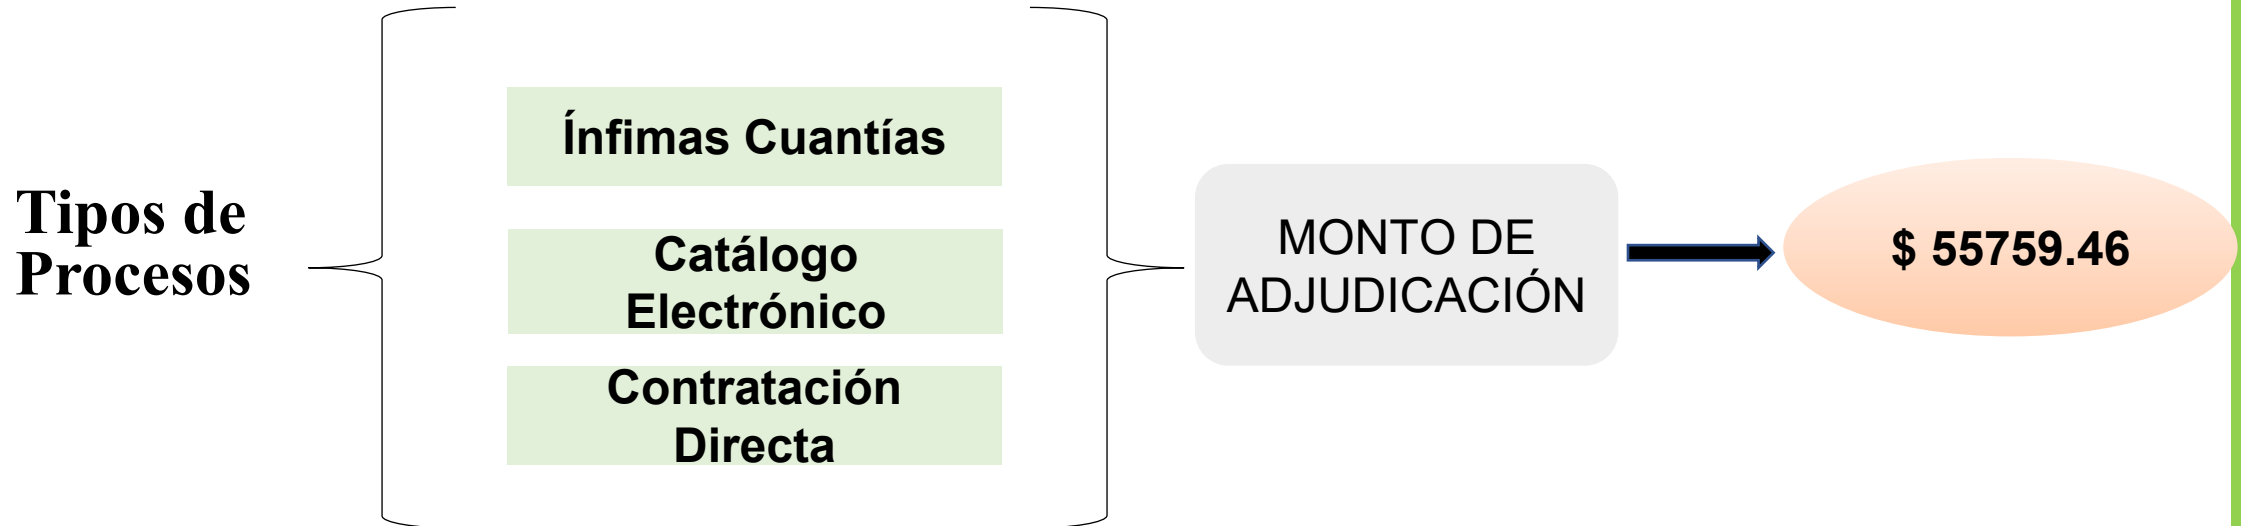 Tipos de
Procesos
Ínfimas Cuantías
Catálogo
Electrónico
Contratación
Directa
MONTO DE
ADJUDICACIÓN
$ 55759.46